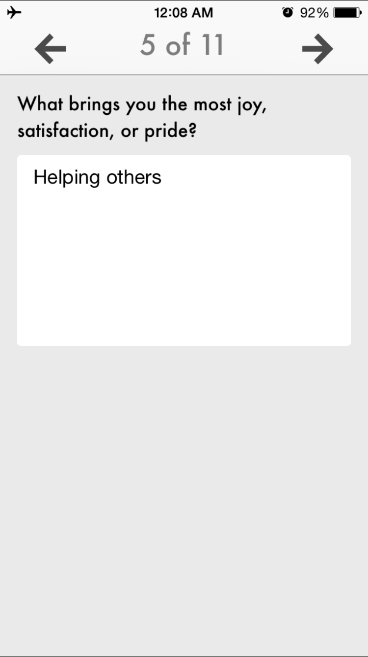 12:08 AM 92%
5 of 11
What brings you the most joy,
satisfaction, or pride?
Helping others